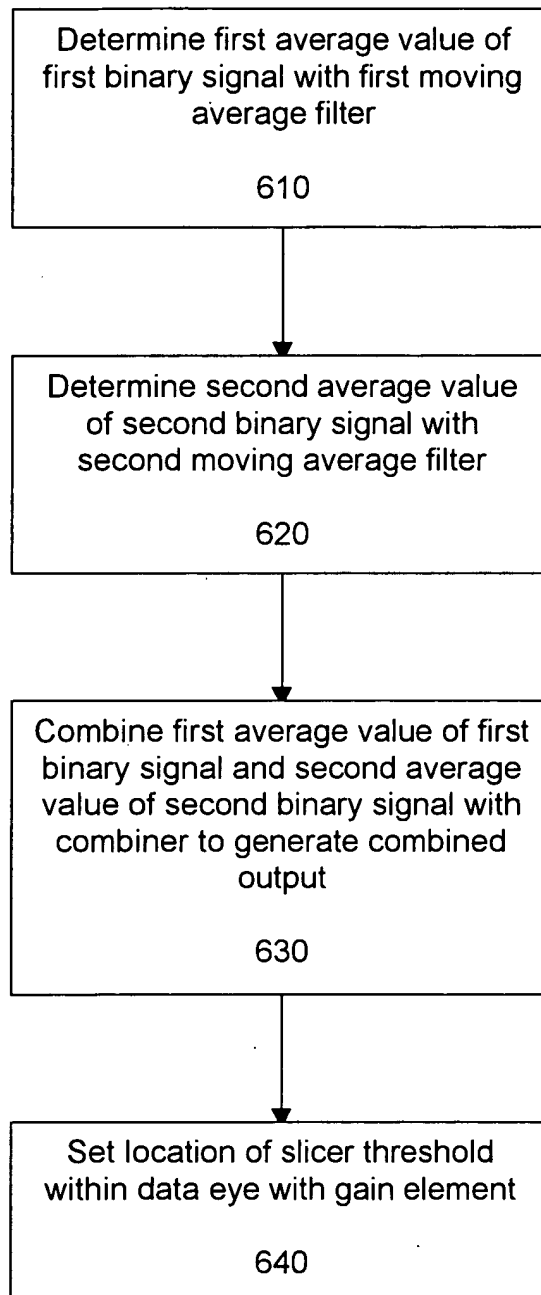 Determine first average value of
first binary signal with first moving
average filter
610
Determine second average value
of second binary signal with
second moving average filter
620
Combine first average value of first
binary signal and second average
value of second binary signal with
combiner to generate combined
output
630
Set location of slicer threshold
within data eye with gain element
640